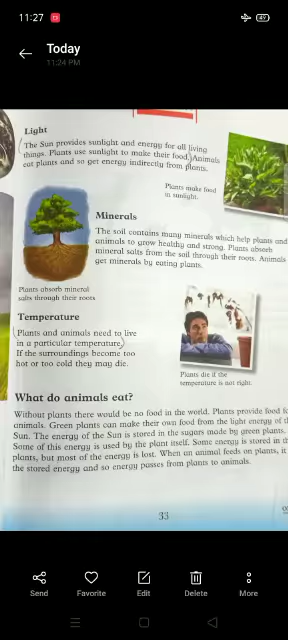 11:27
49
Today
11:24 PM
Light
The Sun provides sunlight and energy for all living
things. Plants use sunlight to make their food. Animals
eat plants and so get energy indirectly from plants.
Plants make food
in sunlight.
Minerals
The soil contains many minerals which help plants and
animals to grow healthy and strong. Plants absorb
mineral salts from the soil through their roots. Animals
get minerals by eating plants.
Plants absorb mineral
salts through their roots
Temperature
Plants and animals need to live
in a particular temperature.
If the surroundings become too
hot or too cold they may die.
Plants die if the
temperature is not right.
What do animals eat?
Without plants there would be no food in the world. Plants provide food fo
animals. Green plants can make their own food from the light energy of th
Sun. The energy of the Sun is stored in the sugars made by green plants.
Some of this energy is used by the plant itself. Some energy is stored in th
plants, but most of the energy is lost. When an animal feeds on plants, it
the stored energy and so energy passes from plants to animals.
33
Send
Favorite
Edit
Delete
More